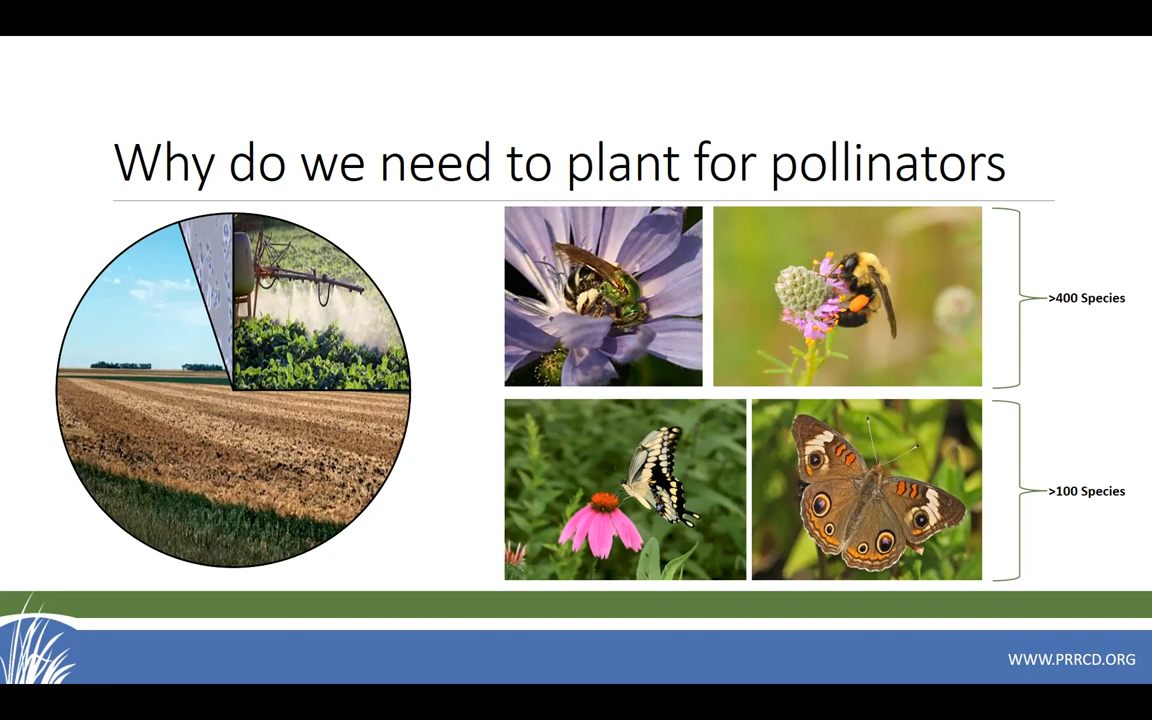 Why do we need to plant for pollinators
>400 Species
>100 Species
WWW.PRRCD.ORG